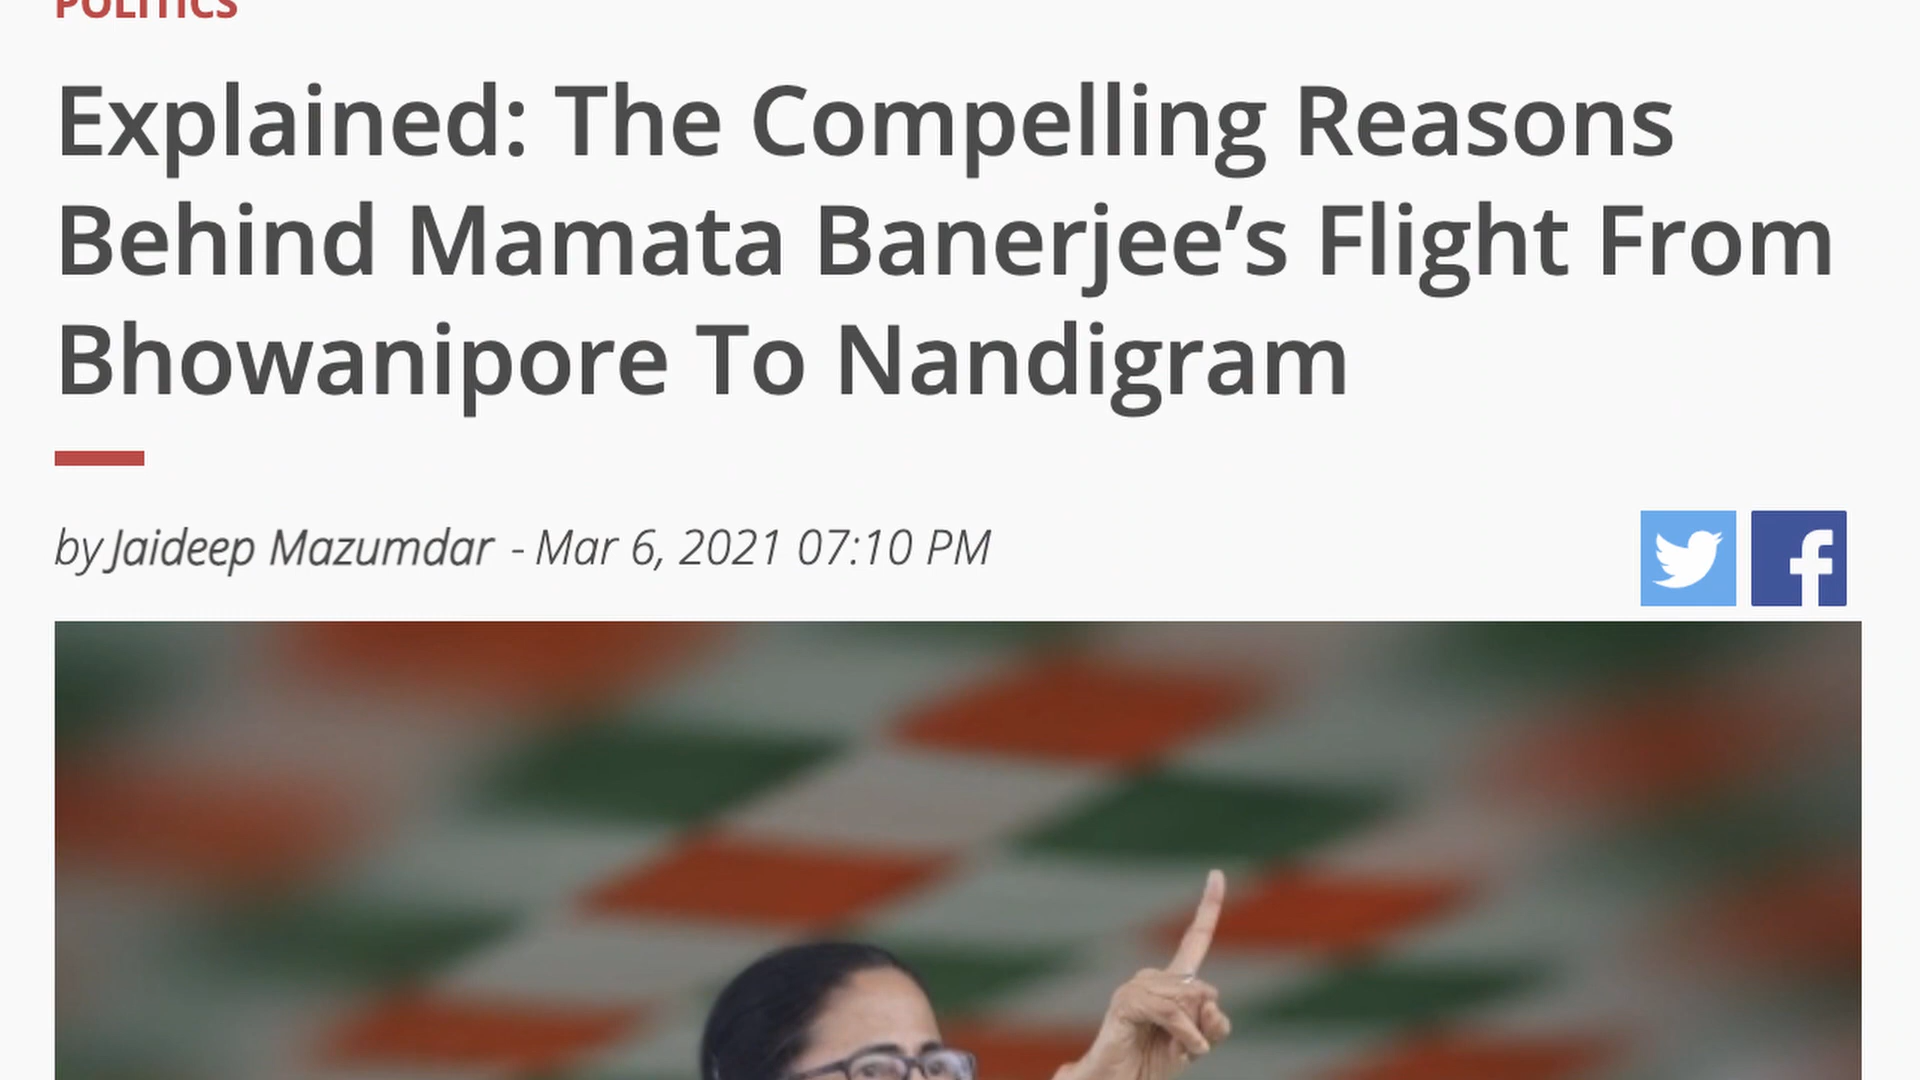 POLITICS
Explained: The Compelling Reasons
Behind Mamata Banerjee’s Flight From
Bhowanipore To Nandigram
by Jaideep Mazumdar - Mar 6, 2021 07:10 PM